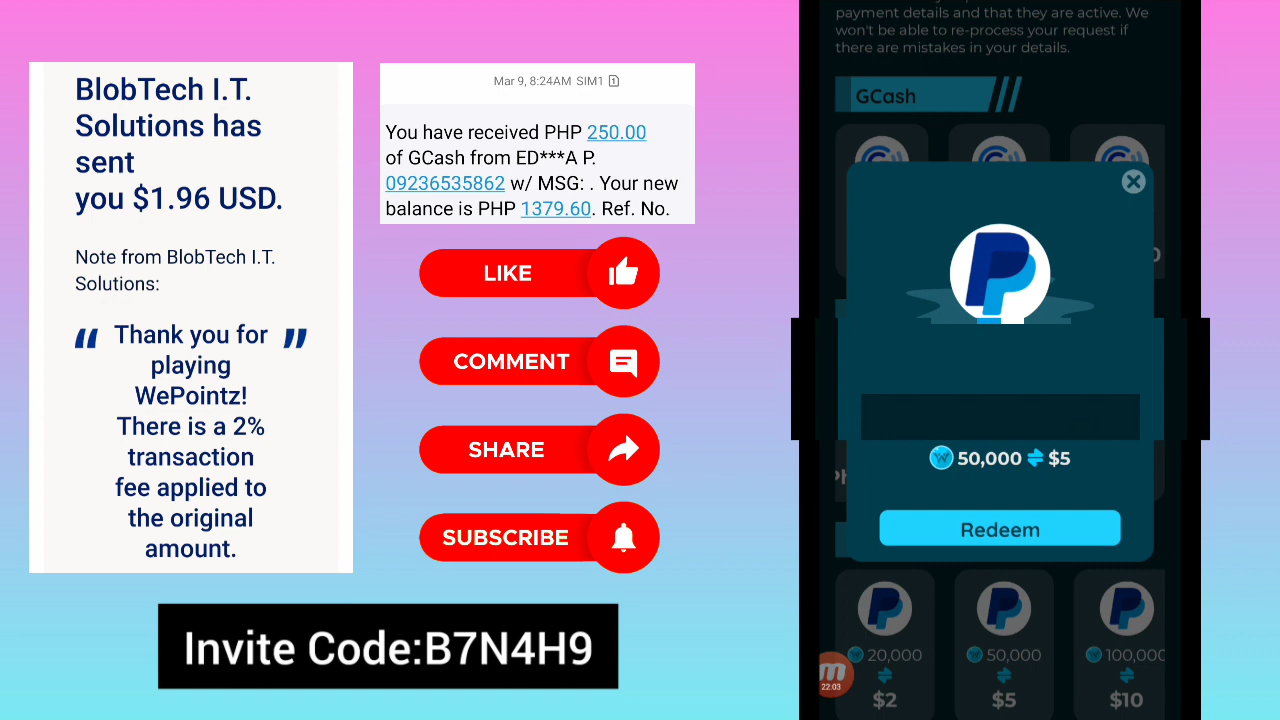 BlobTech I.T.
Solutions has
sent
you $1.96 USD.
Note from BlobTech I.T.
Solutions:
“ Thank you for ”
playing
WePointz!
There is a 2%
transaction
fee applied to
the original
amount.
Mar 9, 8:24AM SIM1 1
You have received PHP 250.00
of GCash from ED***A P.
09236535862 w/ MSG: . Your new
balance is PHP 1379.60. Ref. No.
LIKE
COMMENT
SHARE
SUBSCRIBE
Invite Code:B7N4H9
payment details and that they are active. We
won't be able to re-process your request if
there are mistakes in your details.
GCash
50,000 $5
Redeem
20,000 50,000 100,000
22:03
$2 $5 $10